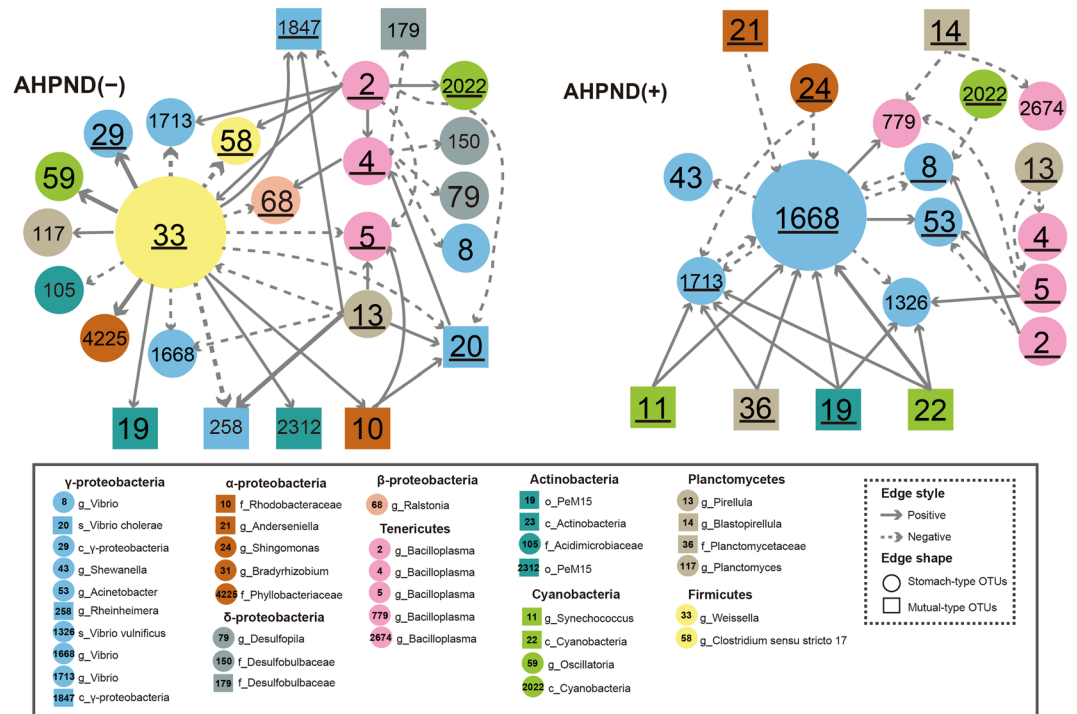 1847
179
21
14
AHPND(−)
2
2022
AHPND(+)
24
2022
2674
29
1713
58
150
779
4
8
59
68
79
43
13
117
33
5
8
1668
53
4
105
13
1713
5
4225
1668
20
1326
2
19
258
2312
10
11
36
19
22
γ-proteobacteria
8 g_Vibrio
20 s_Vibrio cholerae
29 c_γ-proteobacteria
43 g_Shewanella
53 g_Acinetobacter
258 g_Rheinheimera
1326 s_Vibrio vulnificus
1668 g_Vibrio
1713 g_Vibrio
1847 c_γ-proteobacteria
α-proteobacteria
10 f_Rhodobacteraceae
21 g_Anderseniella
24 g_Shingomonas
31 g_Bradyrhizobium
4225 f_Phyllobacteriaceae
δ-proteobacteria
79 g_Desulfopila
150 f_Desulfobulbaceae
179 f_Desulfobulbaceae
β-proteobacteria
68 g_Ralstonia
Tenericutes
2 g_Bacilloplasma
4 g_Bacilloplasma
5 g_Bacilloplasma
779 g_Bacilloplasma
2674 g_Bacilloplasma
Actinobacteria
19 o_PeM15
23 c_Actinobacteria
105 f_Acidimicrobiaceae
2312 o_PeM15
Cyanobacteria
11 g_Synechococcus
22 c_Cyanobacteria
59 g_Oscillatoria
2022 c_Cyanobacteria
Planctomycetes
13 g_Pirellula
14 g_Blastopirellula
36 f_Planctomycetaceae
117 g_Planctomyces
Firmicutes
33 g_Weissella
58 g_Clostridium sensu stricto 17
Edge style
Positive
Negative
Edge shape
Stomach-type OTUs
Mutual-type OTUs